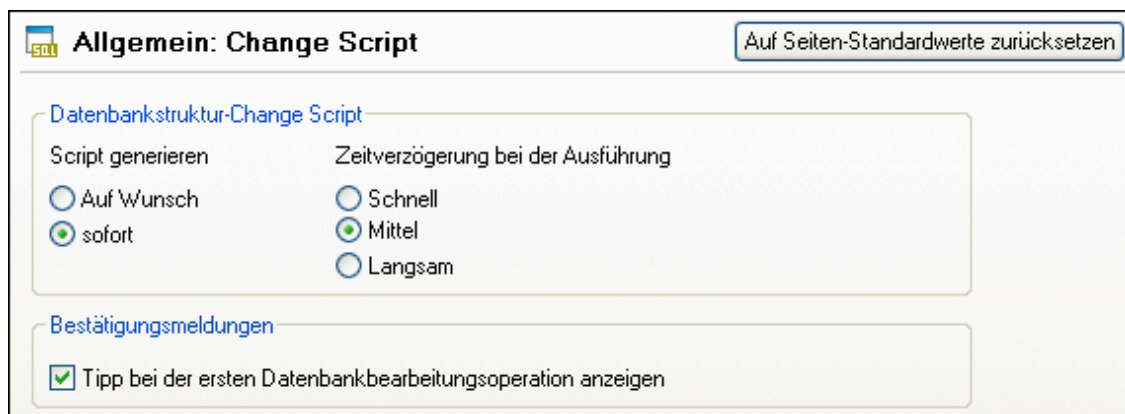 SQL Allgemein: Change Script
Auf Seiten-Standardwerte zurücksetzen
Datenbankstruktur-Change Script
Script generieren
Zeitverzögerung bei der Ausführung
Auf Wunsch
Schnell
sofort
Mittel
Langsam
Bestätigungsmeldungen
Tipp bei der ersten Datenbankbearbeitungsoperation anzeigen